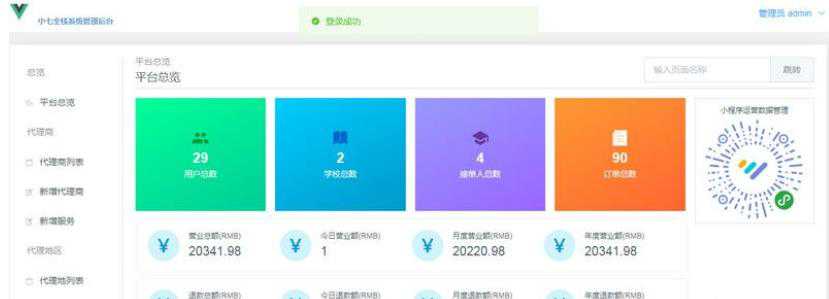 小七全栈系统管理后台
登录成功
管理员 admin
总览
平台总览
代理商
代理商列表
新增代理商
新增服务
代理地区
代理地列表
平台总览
平台总览
输入页面名称
跳转
29
用户总数
2
学校总数
4
接单人总数
90
订单总数
小程序运营数据管理
营业总额(RMB)
20341.98
今日营业额(RMB)
1
月度营业额(RMB)
20220.98
年度营业额(RMB)
20341.98
退款总额(RMB)
今日退款额(RMB)
月度退款额(RMB)
年度退款额(RMB)